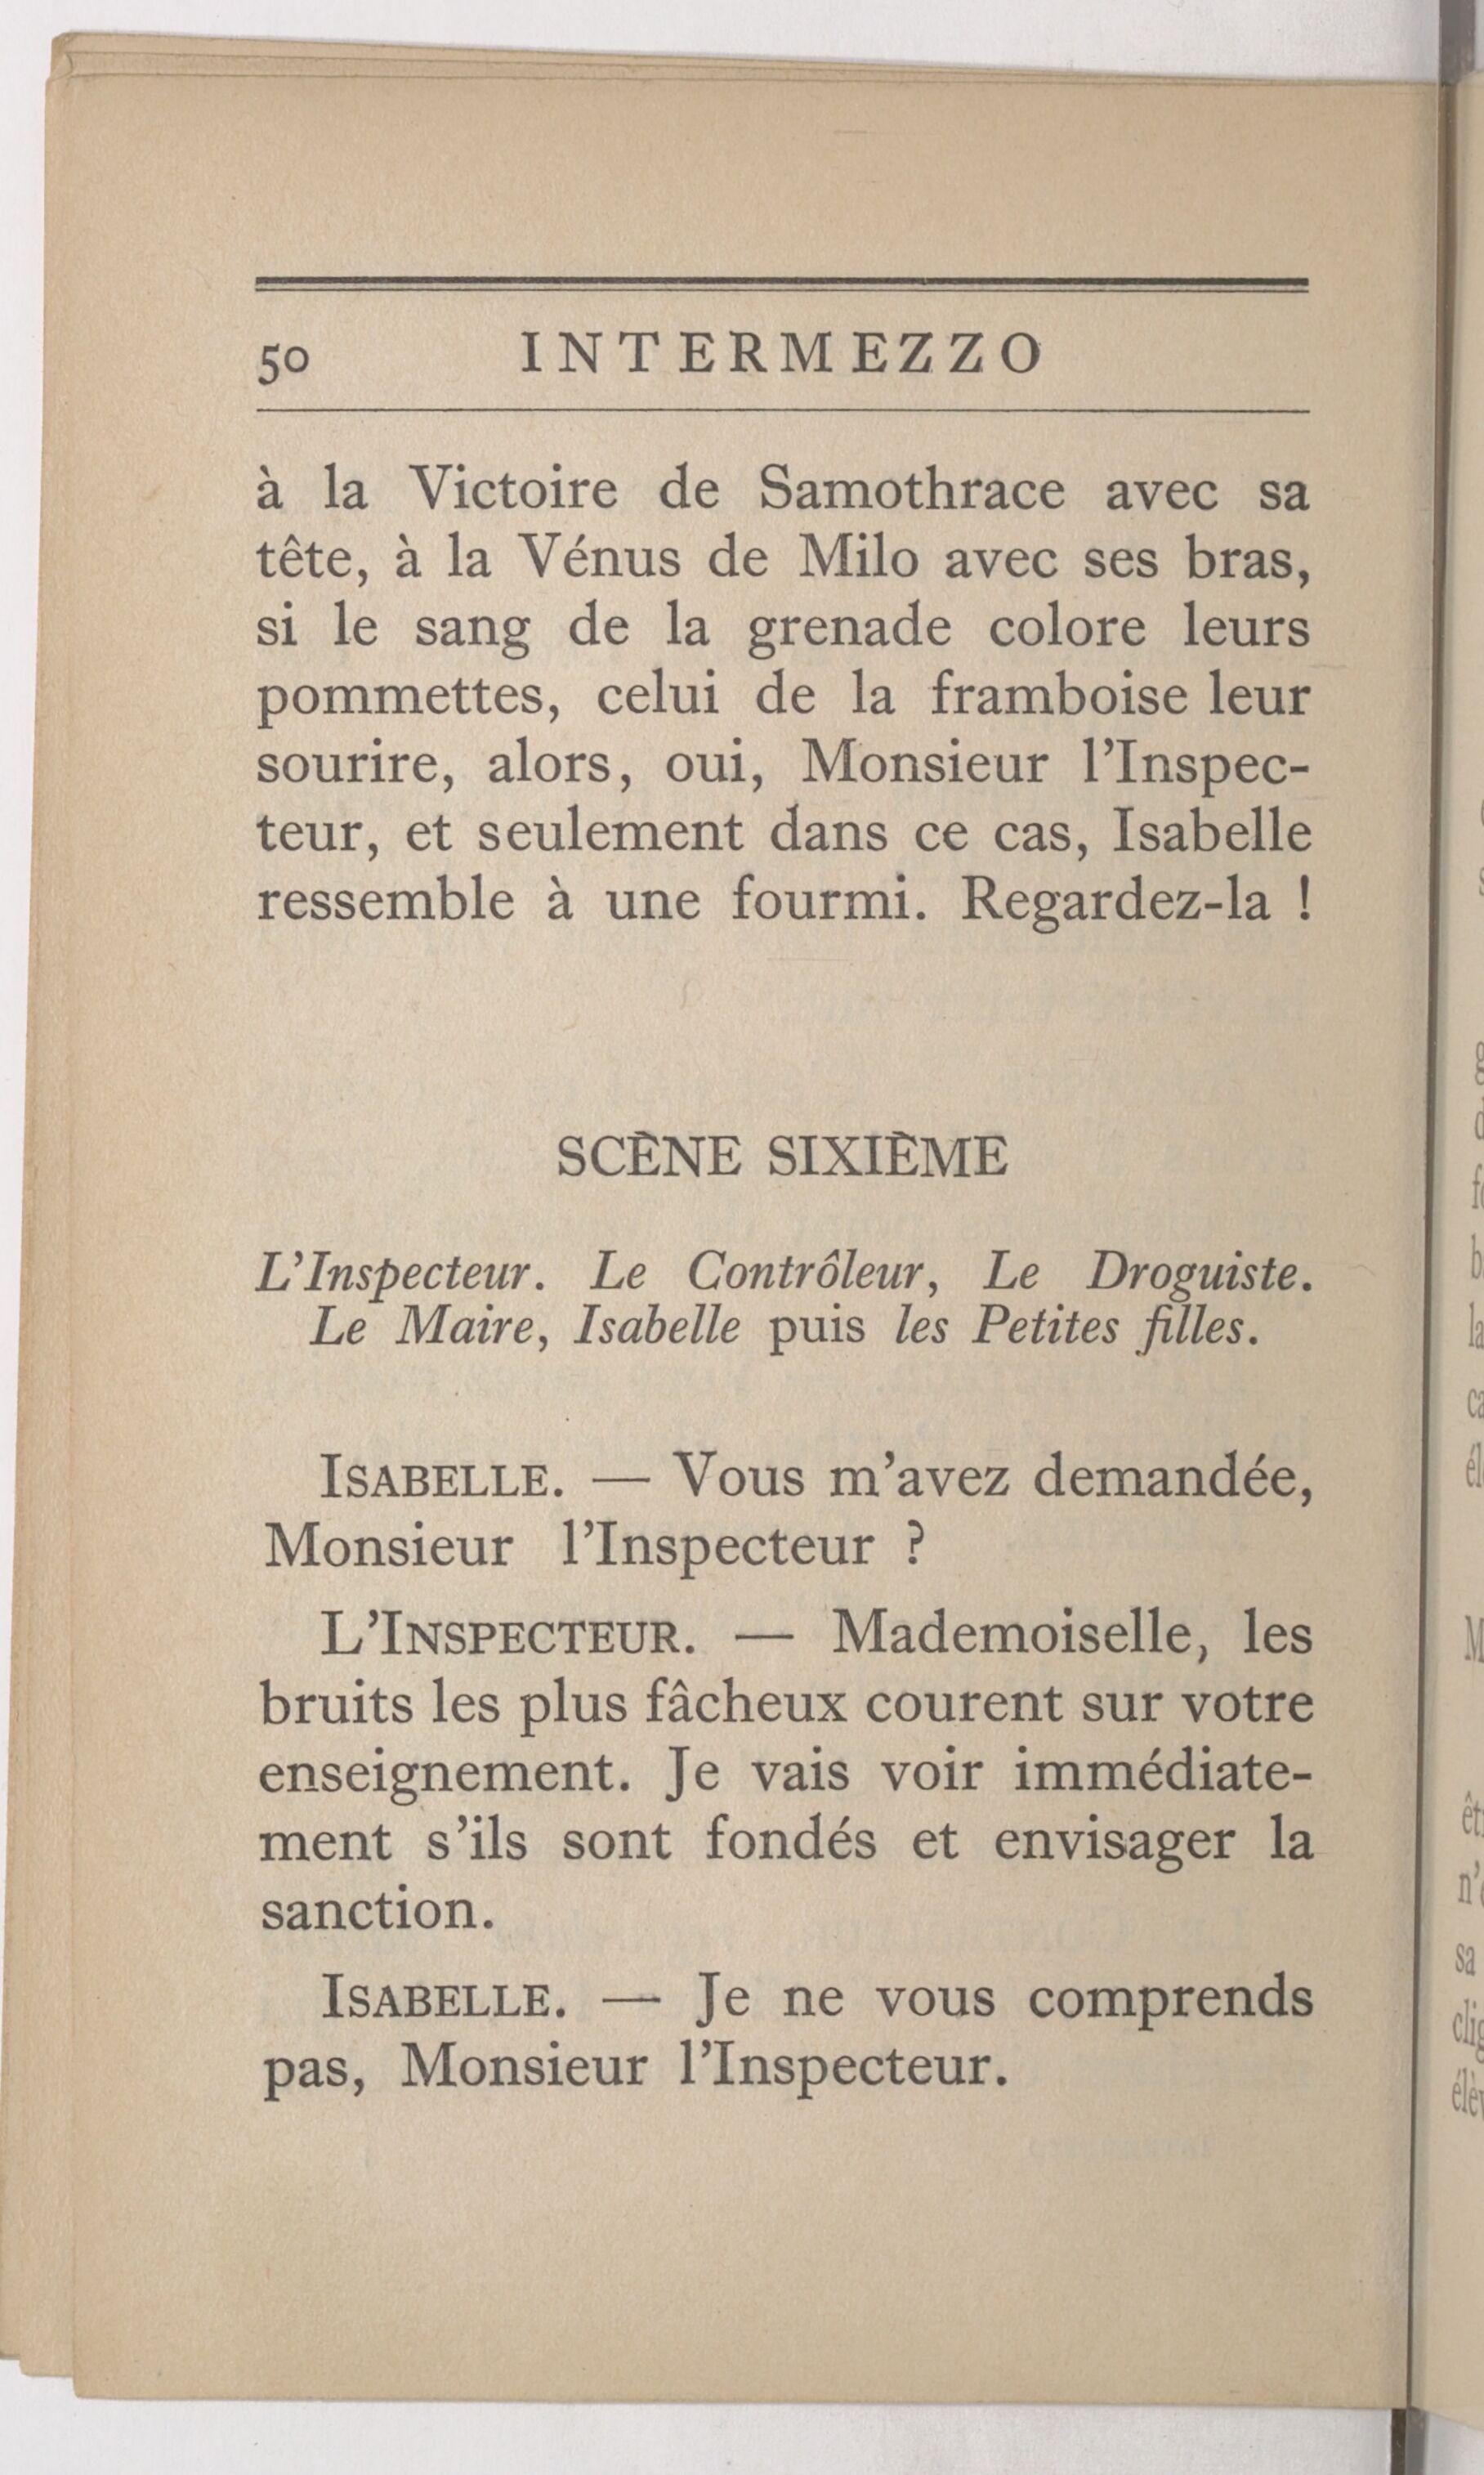 50 INTERMEZZO
à la Victoire de Samothrace avec sa
tête, à la Vénus de Milo avec ses bras,
si le sang de la grenade colore leurs
pommettes, celui de la framboise leur
sourire, alors, oui, Monsieur l'Inspec-
teur, et seulement dans ce cas, Isabelle
ressemble à une fourmi. Regardez-la !
SCÈNE SIXIÈME
L'Inspecteur. Le Contrôleur, Le Droguiste.
Le Maire, Isabelle puis les Petites filles.
ISABELLE. — Vous m'avez demandée,
Monsieur l'Inspecteur ?
L'INSPECTEUR. — Mademoiselle, les
bruits les plus fâcheux courent sur votre
enseignement. Je vais voir immédiate-
ment s'ils sont fondés et envisager la
sanction.
ISABELLE. — Je ne vous comprends
pas, Monsieur l'Inspecteur.